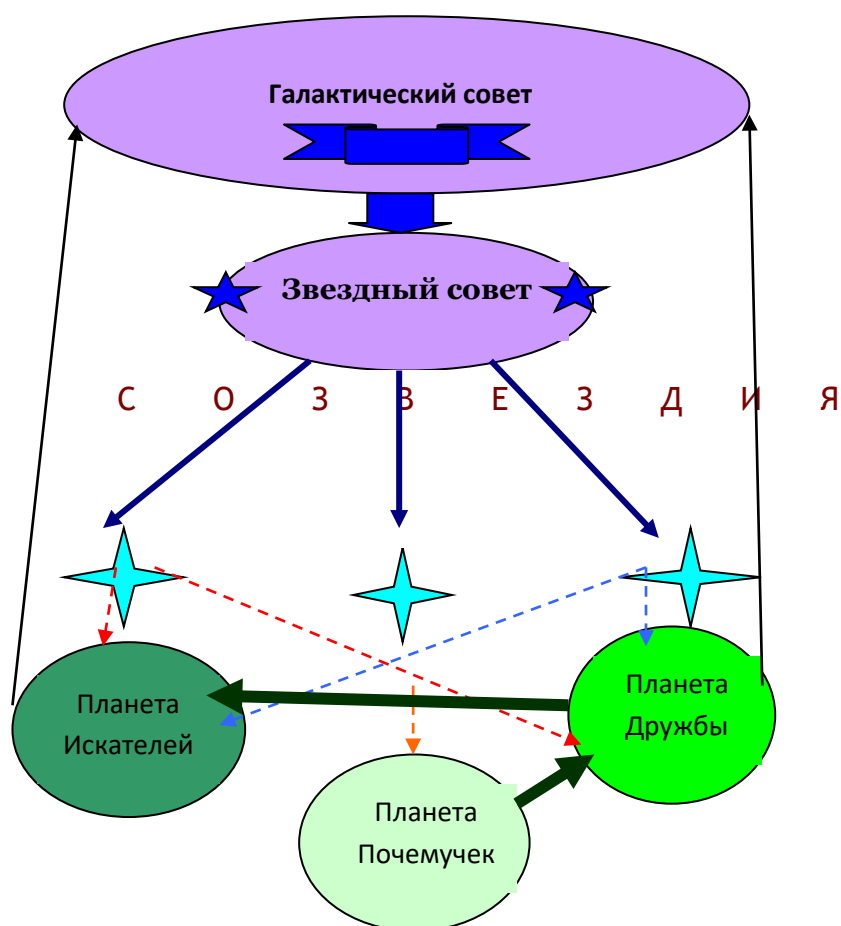 Галактический совет
Звездный совет
С О З В Е З Д И Я
Планета
Искателей
Планета
Дружбы
Планета
Почемучек